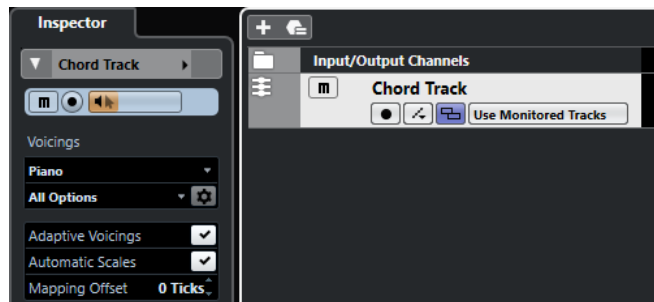 Inspector
Chord Track
m
Voicings
Piano
All Options
Adaptive Voicings
Automatic Scales
Mapping Offset 0 Ticks
Input/Output Channels
m Chord Track
Use Monitored Tracks